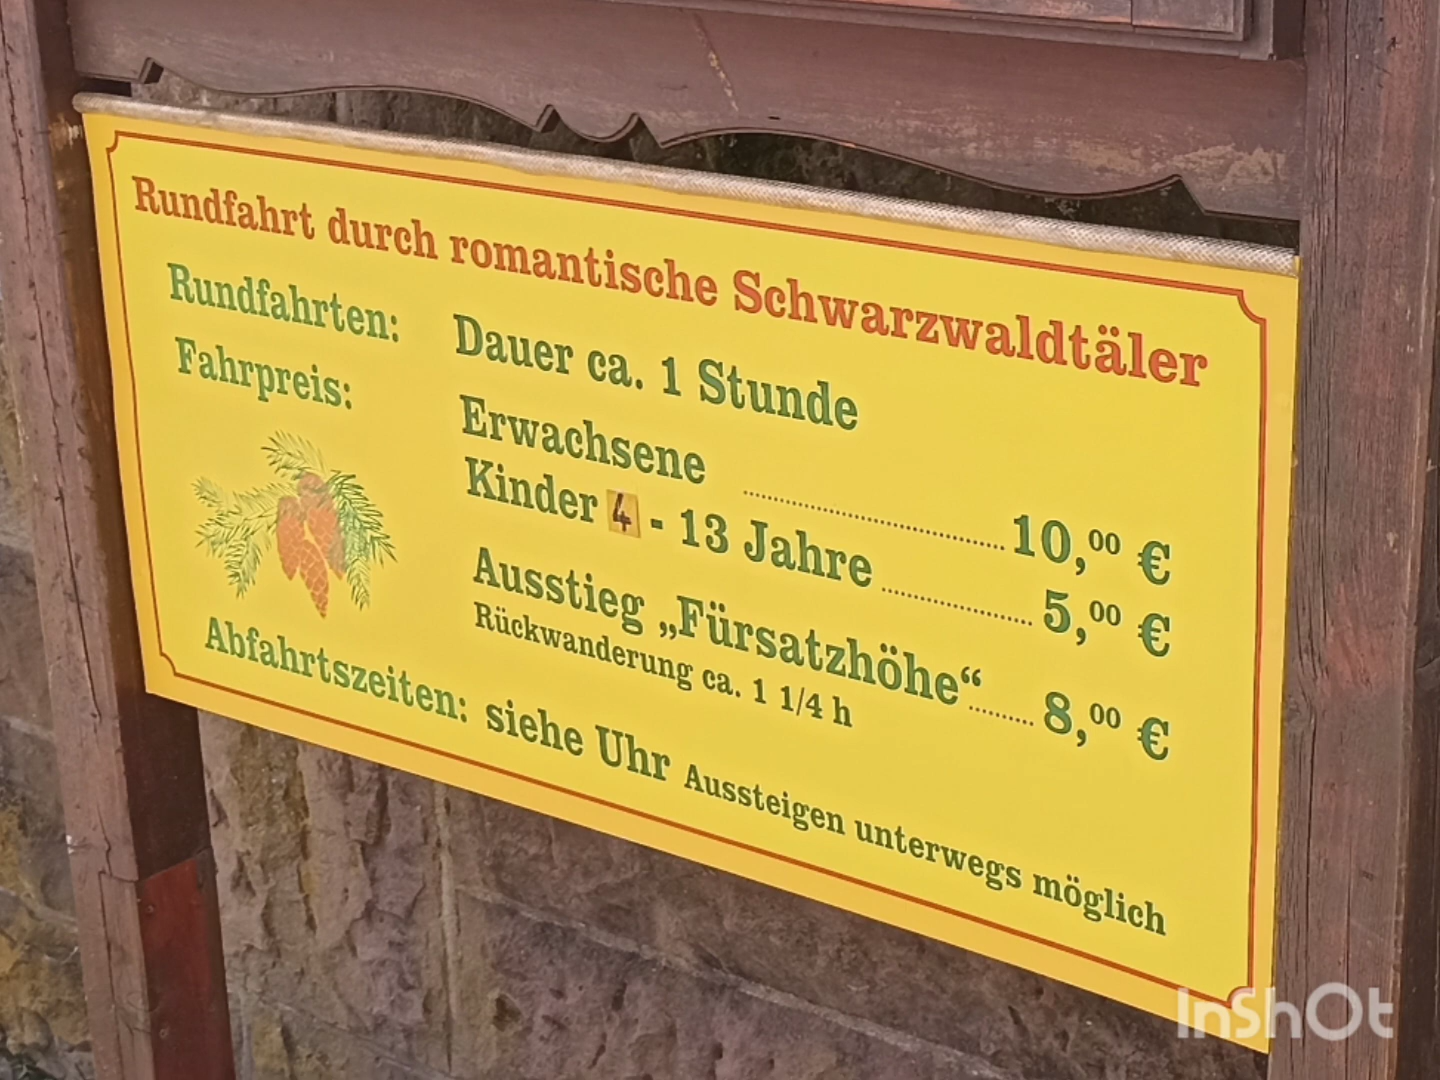 Rundfahrt durch romantische Schwarzwaldtäler
Rundfahrten: Dauer ca. 1 Stunde
Fahrpreis: Erwachsene ........................ 10,00 €
Kinder 4 - 13 Jahre ................ 5,00 €
Ausstieg „Fürsatzhöhe“ ....... 8,00 €
Rückwanderung ca. 1 1/4 h
Abfahrtszeiten: siehe Uhr Aussteigen unterwegs möglich
InShOt